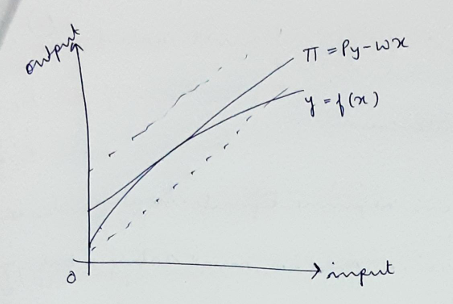 output
Π = Py - wx
y = f(x)
0
input